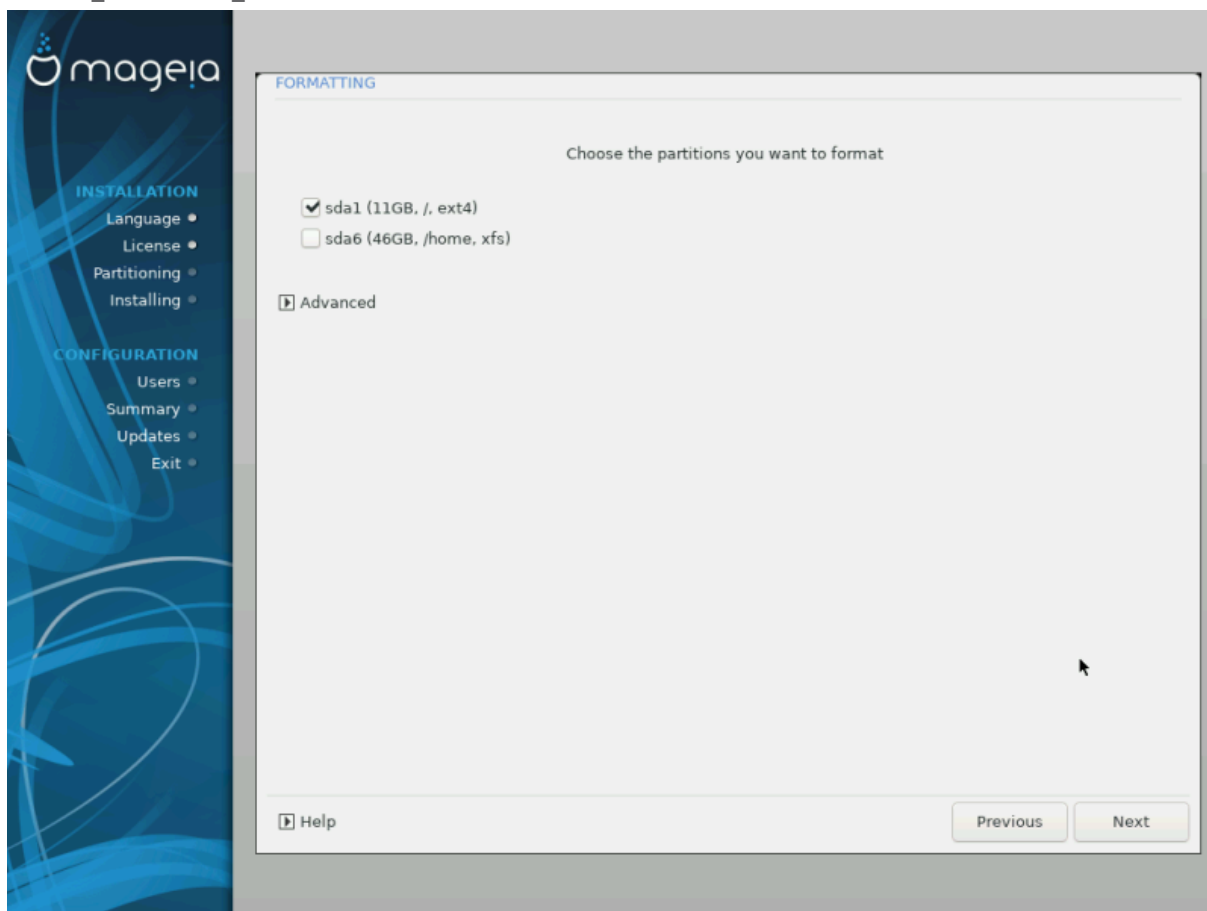 mageia
INSTALLATION
Language
License
Partitioning
Installing
CONFIGURATION
Users
Summary
Updates
Exit
FORMATTING
Choose the partitions you want to format
sda1 (11GB, /, ext4)
sda6 (46GB, /home, xfs)
Advanced
Help
Previous
Next